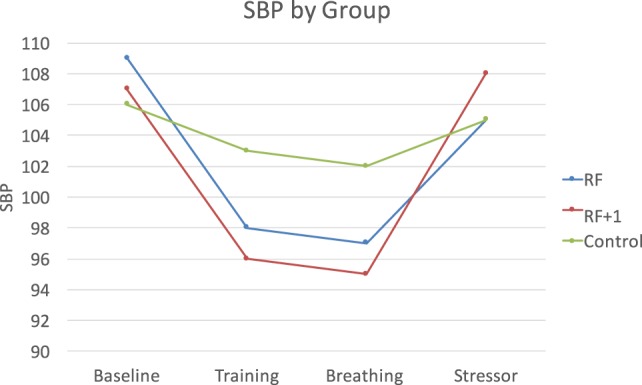 SBP by Group
110
108
106
104
102
100
98
96
94
92
90
SBP
Baseline
Training
Breathing
Stressor
RF
RF+1
Control